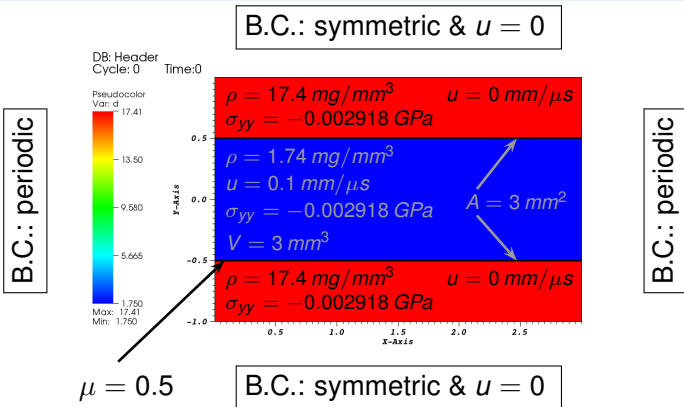 B.C.: symmetric & u = 0
DB: Header
Cycle: 0 Time:0
Pseudocolor
Var: d
17.41
13.50
9.580
5.665
1.750
Max: 17.41
Min: 1.750
B.C.: periodic
Y-Axis
0.5
0.0
-0.5
-1.0
ρ = 17.4 mg/mm³ u = 0 mm/μs
σyy = −0.002918 GPa
ρ = 1.74 mg/mm³
u = 0.1 mm/μs
σyy = −0.002918 GPa
V = 3 mm³
A = 3 mm²
ρ = 17.4 mg/mm³ u = 0 mm/μs
σyy = −0.002918 GPa
0.5 1.0 1.5 2.0 2.5
X-Axis
B.C.: periodic
μ = 0.5
B.C.: symmetric & u = 0